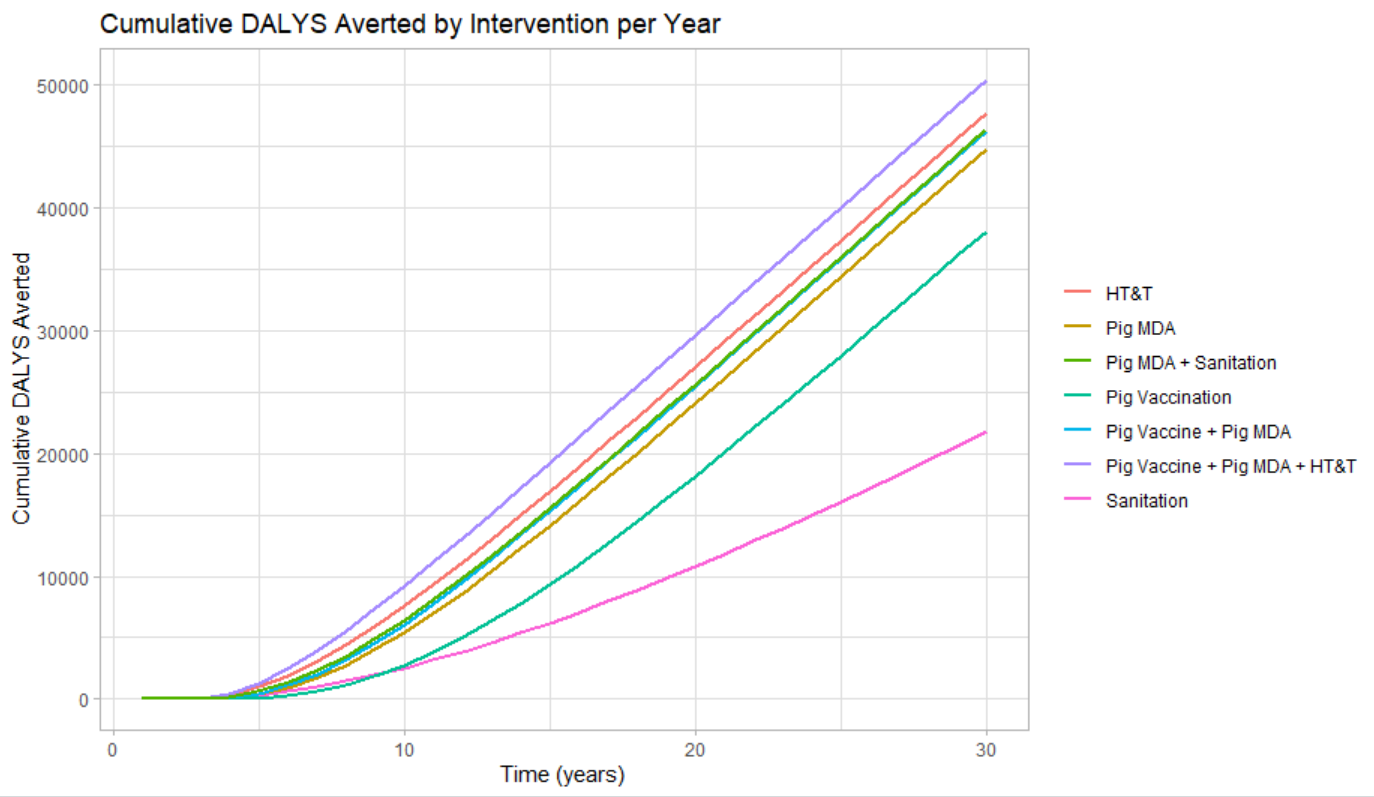 Cumulative DALYS Averted by Intervention per Year
Cumulative DALYS Averted
50000
40000
30000
20000
10000
0
0 10 20 30
Time (years)
HT&T
Pig MDA
Pig MDA + Sanitation
Pig Vaccination
Pig Vaccine + Pig MDA
Pig Vaccine + Pig MDA + HT&T
Sanitation